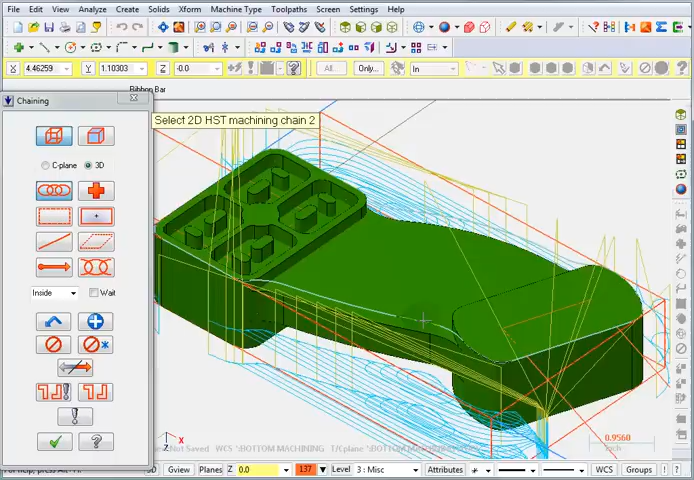 File Edit View Analyze Create Solids Xform Machine Type Toolpaths Screen Settings Help
X 4.46259 Y 1.10303 Z -0.0 All... Only... In
Ribbon Bar
Chaining
Select 2D HST machining chain 2
C-plane 3D
Inside Wait
X
Z
0.9560
Inch
Not Saved WCS :BOTTOM MACHINING T/Cplane :BOTTOM
For help, press Alt+H.
3D Gview Planes Z 0.0 137 Level 3 : Misc Attributes WCS Groups ?